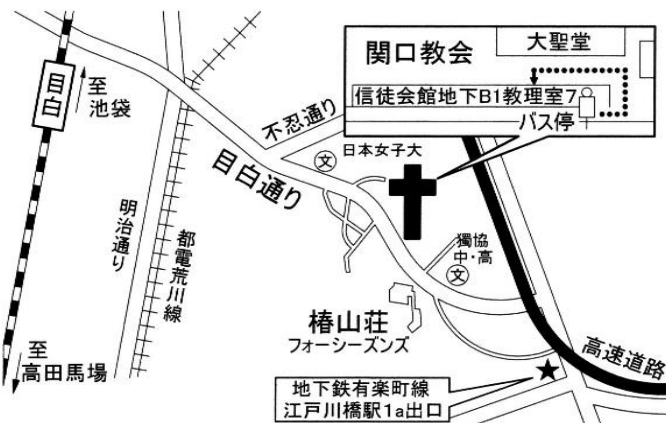 関口教会
大聖堂
信徒会館地下B1教理室7
バス停
目白
至
池袋
不忍通り
文
日本女子大
目白通り
明治通り
都電荒川線
獨協
中・高
文
椿山荘
フォーシーズンズ
至
高田馬場
高速道路
地下鉄有楽町線
江戸川橋駅1a出口